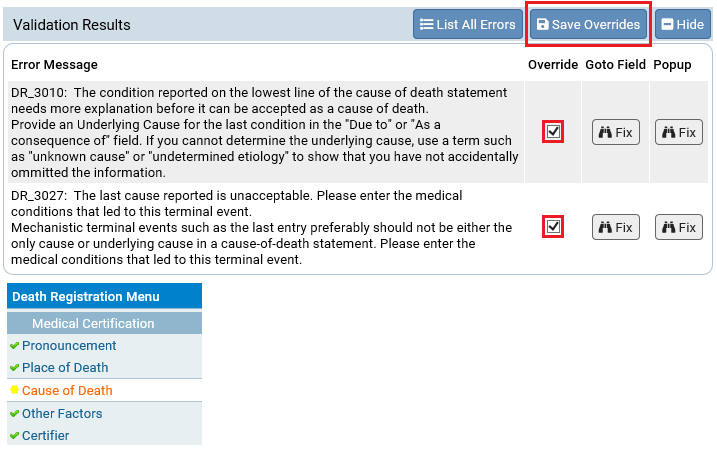 Validation Results
List All Errors
Save Overrides
Hide
Error Message
Override Goto Field Popup
DR_3010: The condition reported on the lowest line of the cause of death statement
needs more explanation before it can be accepted as a cause of death.
Provide an Underlying Cause for the last condition in the "Due to" or "As a
consequence of" field. If you cannot determine the underlying cause, use a term such
as "unknown cause" or "undetermined etiology" to show that you have not accidentally
ommitted the information.
Fix
Fix
DR_3027: The last cause reported is unacceptable. Please enter the medical
conditions that led to this terminal event.
Mechanistic terminal events such as the last entry preferably should not be either the
only cause or underlying cause in a cause-of-death statement. Please enter the
medical conditions that led to this terminal event.
Fix
Fix
Death Registration Menu
Medical Certification
Pronouncement
Place of Death
Cause of Death
Other Factors
Certifier